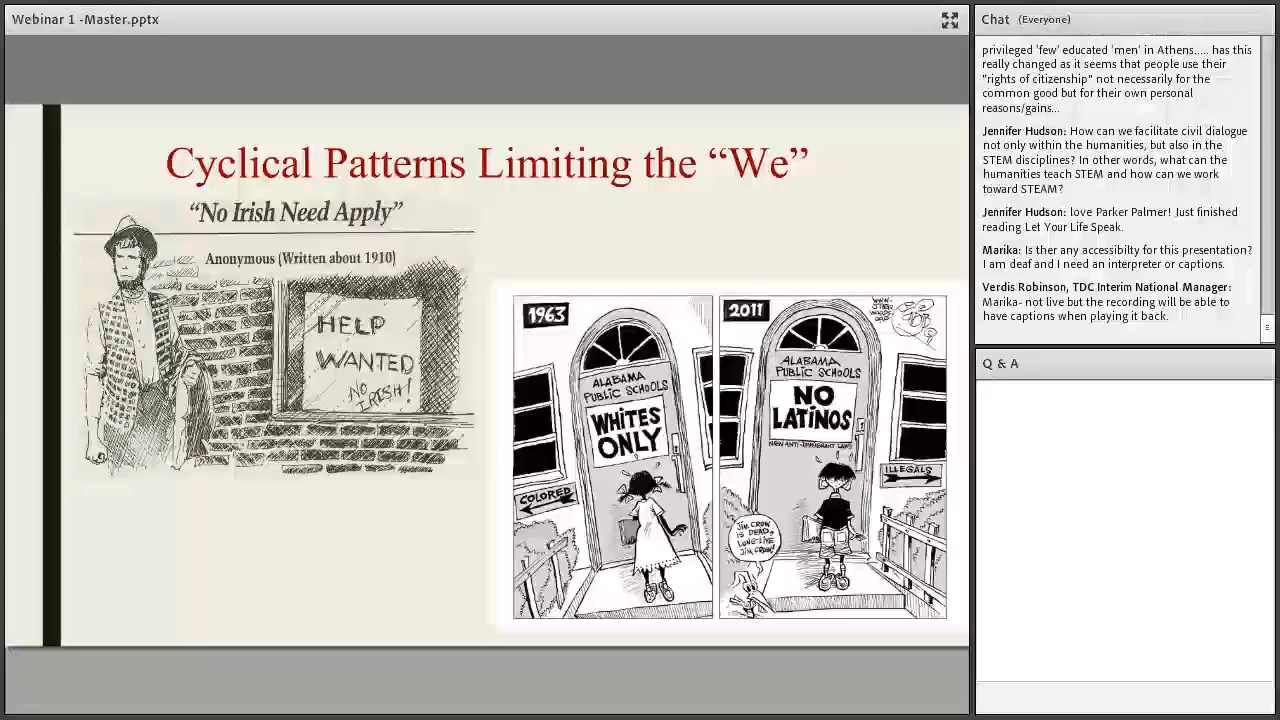 Webinar 1 -Master.pptx
Cyclical Patterns Limiting the “We”
“No Irish Need Apply”
Anonymous (Written about 1910)
HELP
WANTED
NO
IRISH!
1963
ALABAMA
PUBLIC SCHOOLS
WHITES
ONLY
COLORED
2011
ALABAMA
PUBLIC SCHOOLS
NO
LATINOS
NEW ANTI-IMMIGRANT LAWS
ILLEGALS
JIM CROW
IS DEAD,
LONG LIVE
JIM CROW!
Chat (Everyone)
privileged 'few' educated 'men' in Athens..... has this
really changed as it seems that people use their
"rights of citizenship" not necessarily for the
common good but for their own personal
reasons/gains...
Jennifer Hudson: How can we facilitate civil dialogue
not only within the humanities, but also in the
STEM disciplines? In other words, what can the
humanities teach STEM and how can we work
toward STEAM?
Jennifer Hudson: love Parker Palmer! Just finished
reading Let Your Life Speak.
Marika: Is ther any accessibilty for this presentation?
I am deaf and I need an interpreter or captions.
Verdis Robinson, TDC Interim National Manager:
Marika- not live but the recording will be able to
have captions when playing it back.
Q & A